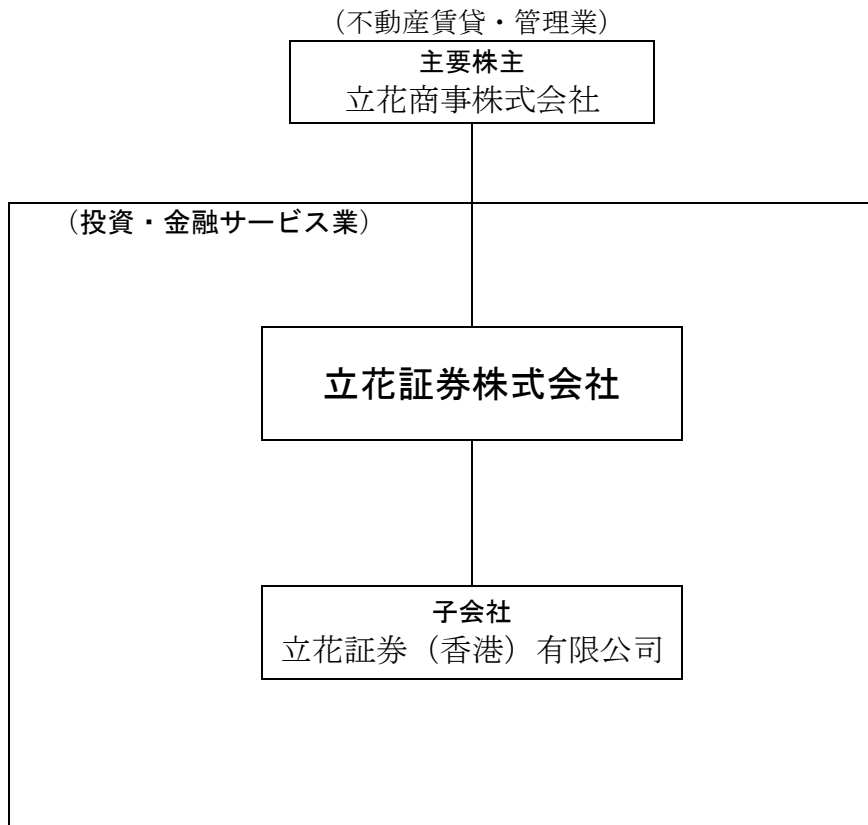 （不動産賃貸・管理業）
主要株主
立花商事株式会社
（投資・金融サービス業）
立花証券株式会社
子会社
立花証券（香港）有限公司